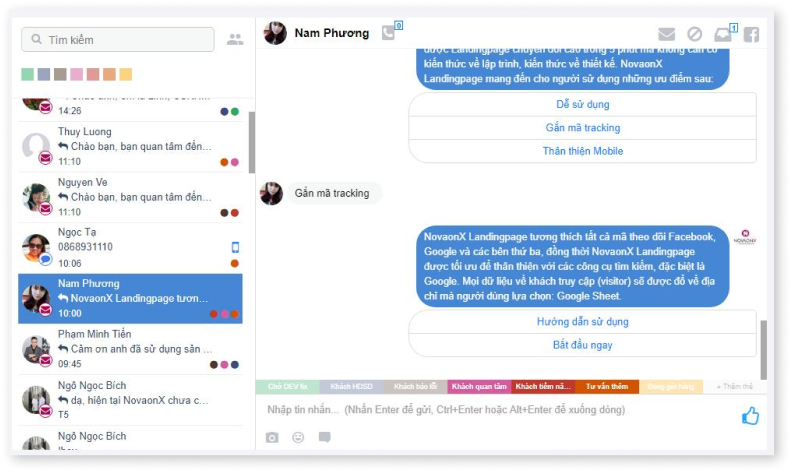 Tìm kiếm
14:26
Thuy Luong
Chào bạn, bạn quan tâm đến...
11:10
Nguyen Ve
Chào bạn, bạn quan tâm đến...
11:10
Ngọc Tạ
0868931110
10:06
Nam Phương
NovaonX Landingpage tươn...
10:00
Phạm Minh Tiến
Cảm ơn anh đã sử dụng sản ...
09:45
Ngô Ngọc Bích
dạ, hiện tại NovaonX chưa c...
T5
Ngô Ngọc Bích
Nam Phương
0
1
được Landingpage chuyên đổi cao trong 5 phút mà không cần có
kiến thức về lập trình, kiến thức về thiết kế. NovaonX
Landingpage mang đến cho người sử dụng những ưu điểm sau:
Dễ sử dụng
Gắn mã tracking
Thân thiện Mobile
Gắn mã tracking
NovaonX Landingpage tương thích tất cả mã theo dõi Facebook,
Google và các bên thứ ba, đồng thời NovaonX Landingpage
được tối ưu để thân thiện với các công cụ tìm kiếm, đặc biệt là
Google. Mọi dữ liệu về khách truy cập (visitor) sẽ được đổ về địa
chỉ mà người dùng lựa chọn: Google Sheet.
NOVAONX
Hướng dẫn sử dụng
Bắt đầu ngay
Chờ DEV fix
Khách HDSD
Khách báo lỗi
Khách quan tâm
Khách tiềm nă...
Tư vấn thêm
Đang gửi hàng
+ Thêm thẻ
Nhập tin nhắn... (Nhấn Enter để gửi, Ctrl+Enter hoặc Alt+Enter để xuống dòng)